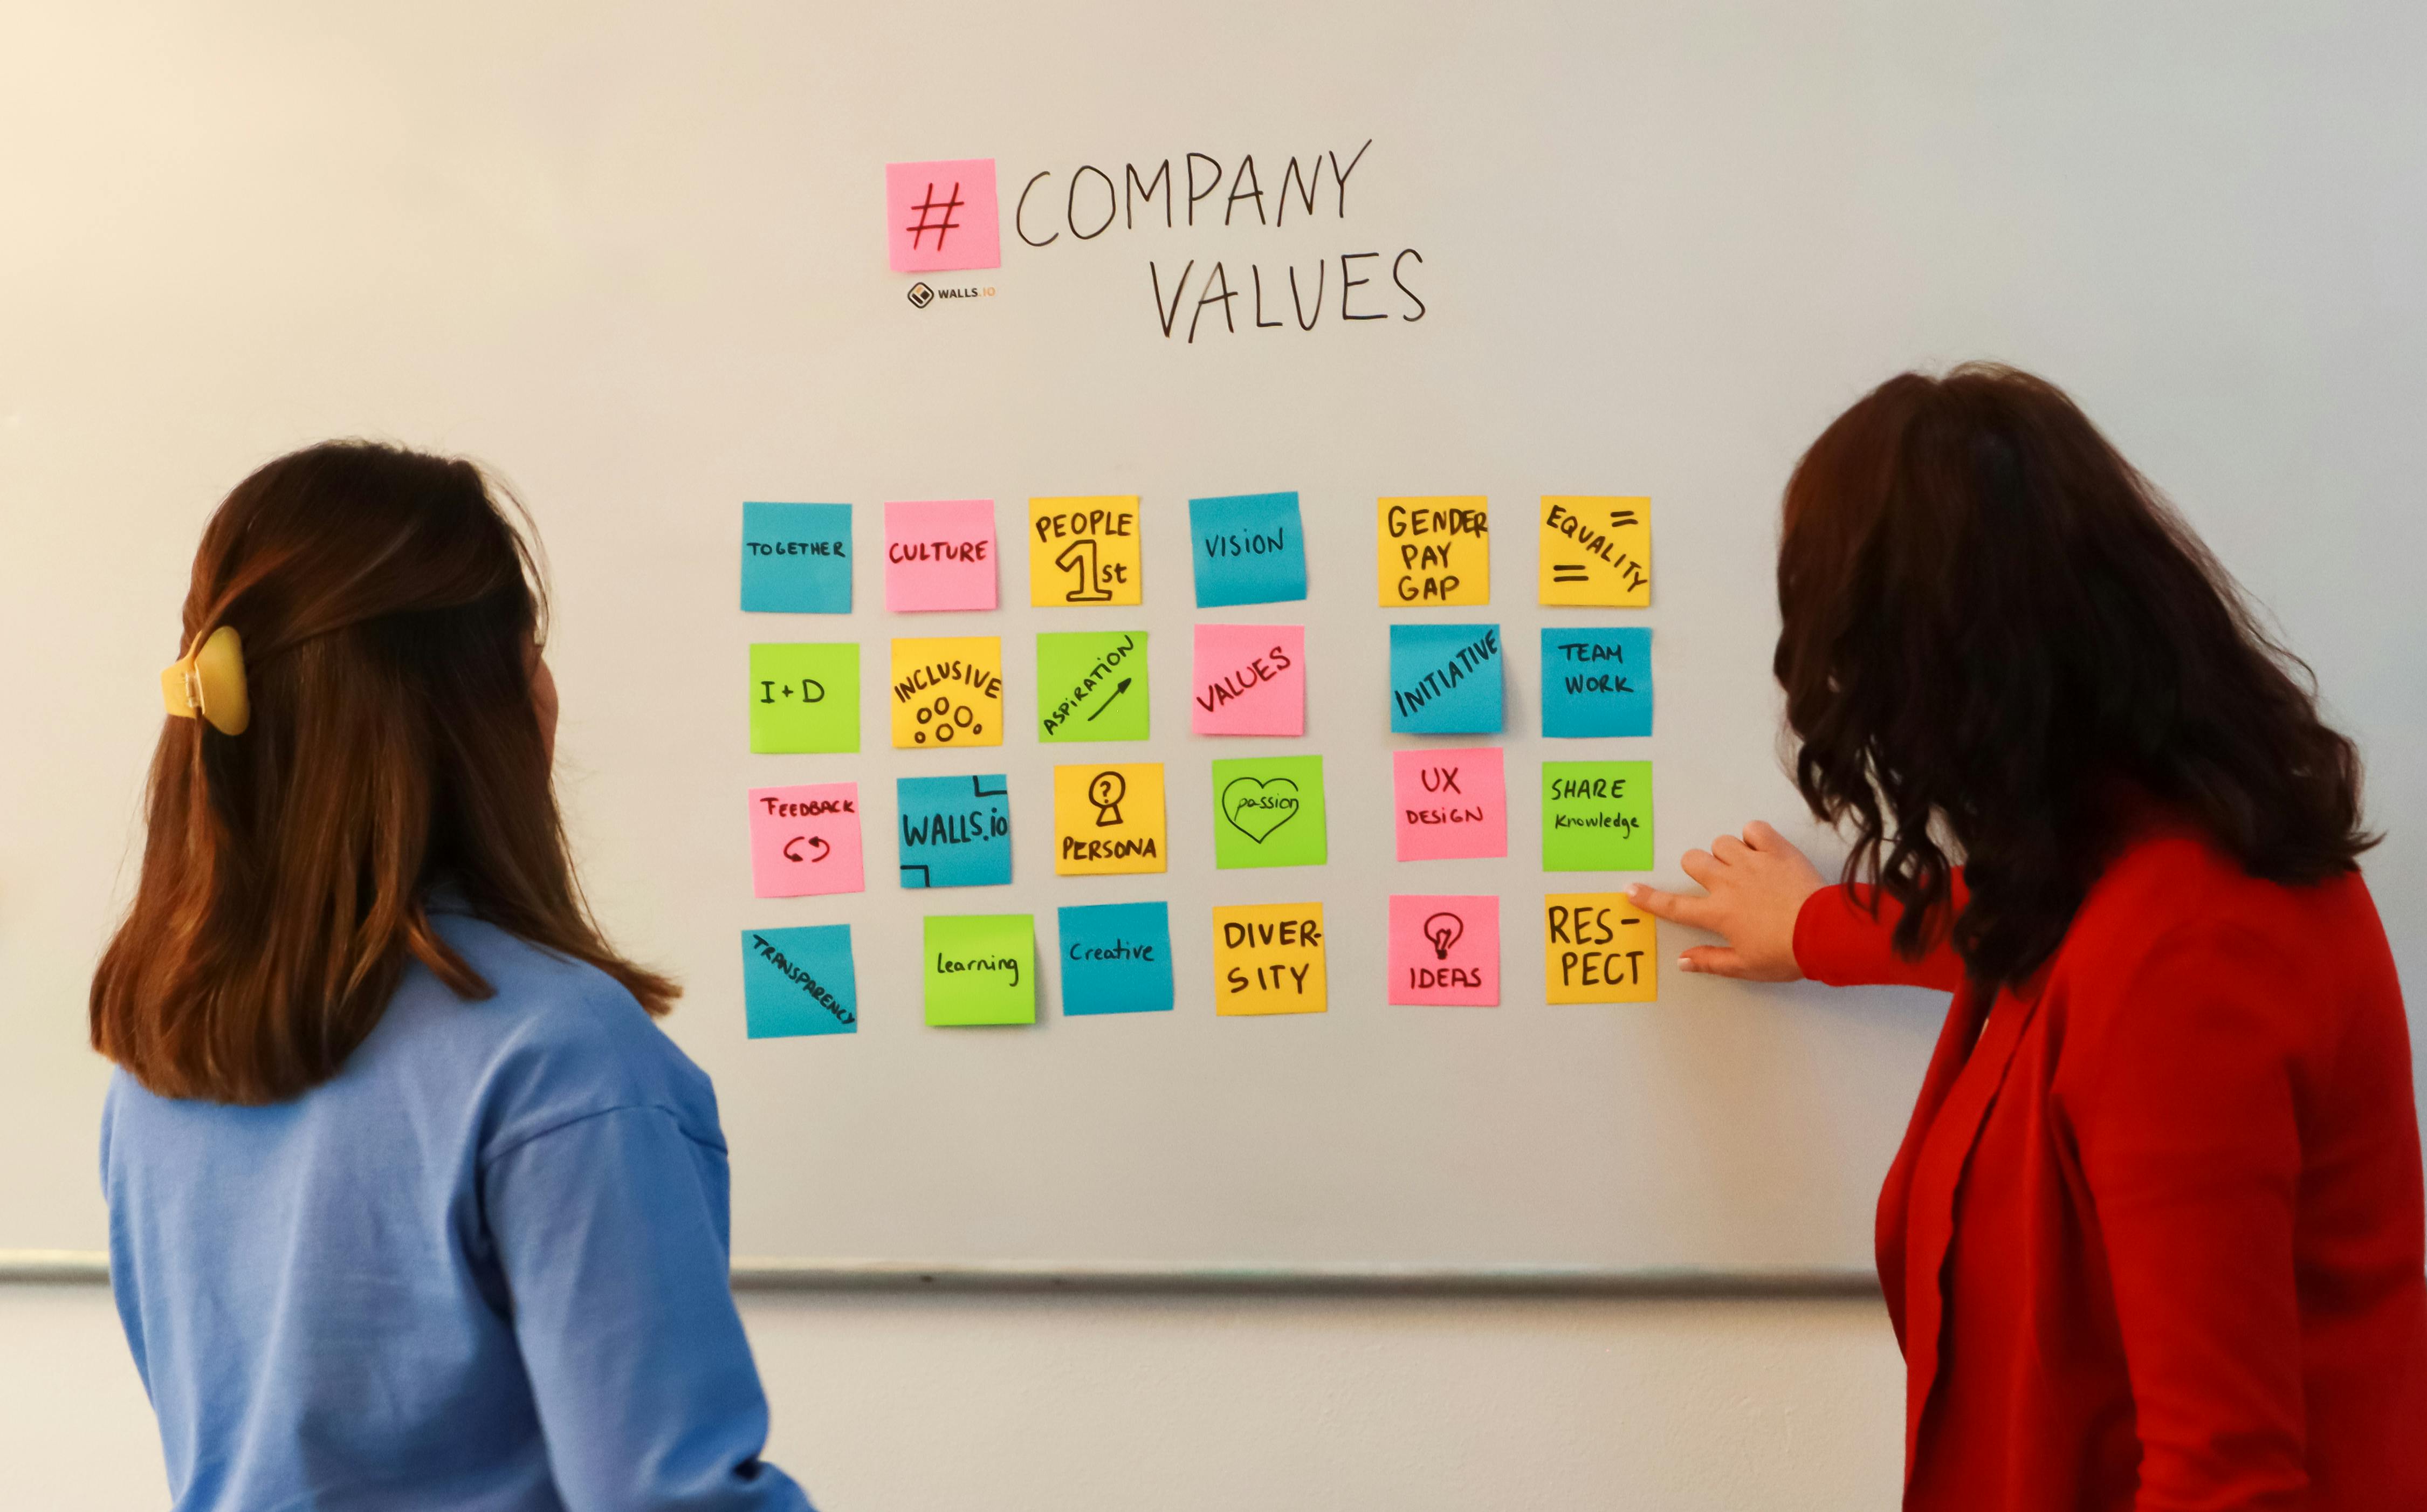 # COMPANY
VALUES
WALLS.IO
TOGETHER
CULTURE
PEOPLE
1st
VISION
GENDER
PAY
GAP
=
EQUALITY
=
I+D
INCLUSIVE
ASPIRATION
VALUES
INITIATIVE
TEAM
WORK
FEEDBACK
WALLS.io
?
PERSONA
passion
UX
DESIGN
SHARE
Knowledge
TRANSPARENCY
Learning
Creative
DIVER-
SITY
IDEAS
RES-
PECT